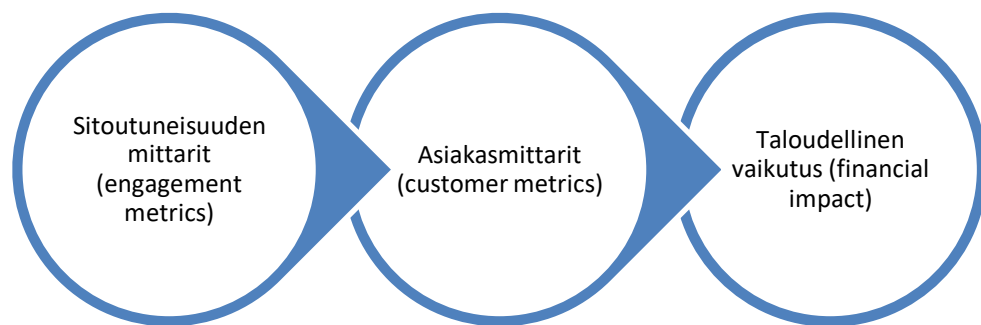 Sitoutuneisuuden
mittarit
(engagement
metrics)
Asiakasmittarit
(customer metrics)
Taloudellinen
vaikutus (financial
impact)